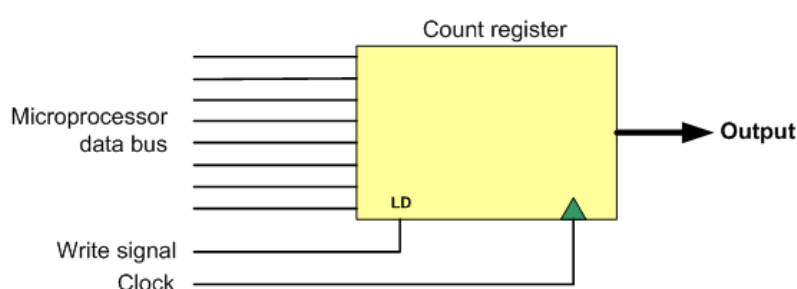 Count register
Microprocessor
data bus
Output
LD
Write signal
Clock